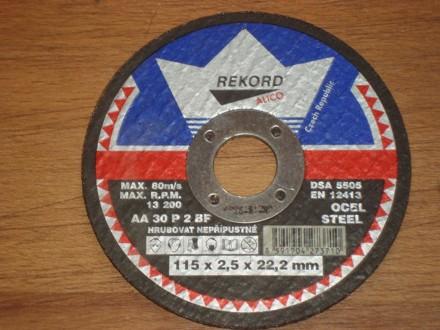 REKORD
ALICO
Czech Republic
MAX. 80m/s
MAX. R.P.M.
13 200
DSA 5505
EN 12413
AA 30 P 2 BF
OCEL
STEEL
HRUBOVAT NEPŘÍPUSTNÉ
115 x 2,5 x 22,2 mm